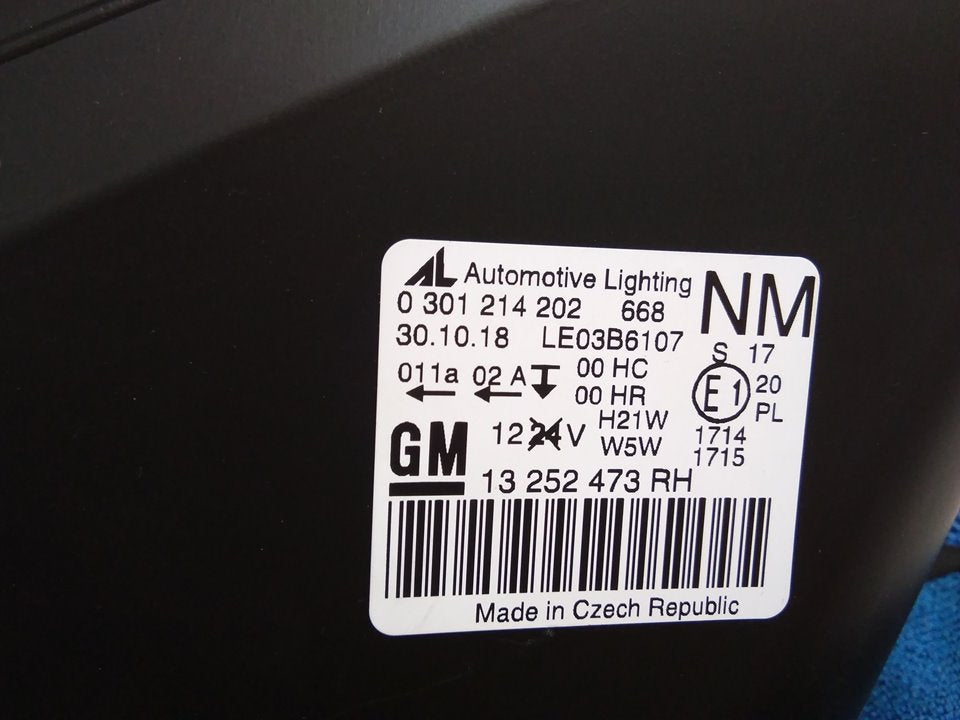 AL Automotive Lighting
NM
0 301 214 202 668
30.10.18 LE03B6107
S 17
011a 02 A
00 HC
00 HR
E1
20
PL
GM
12 24 V
H21W
W5W
1714
1715
13 252 473 RH
Made in Czech Republic